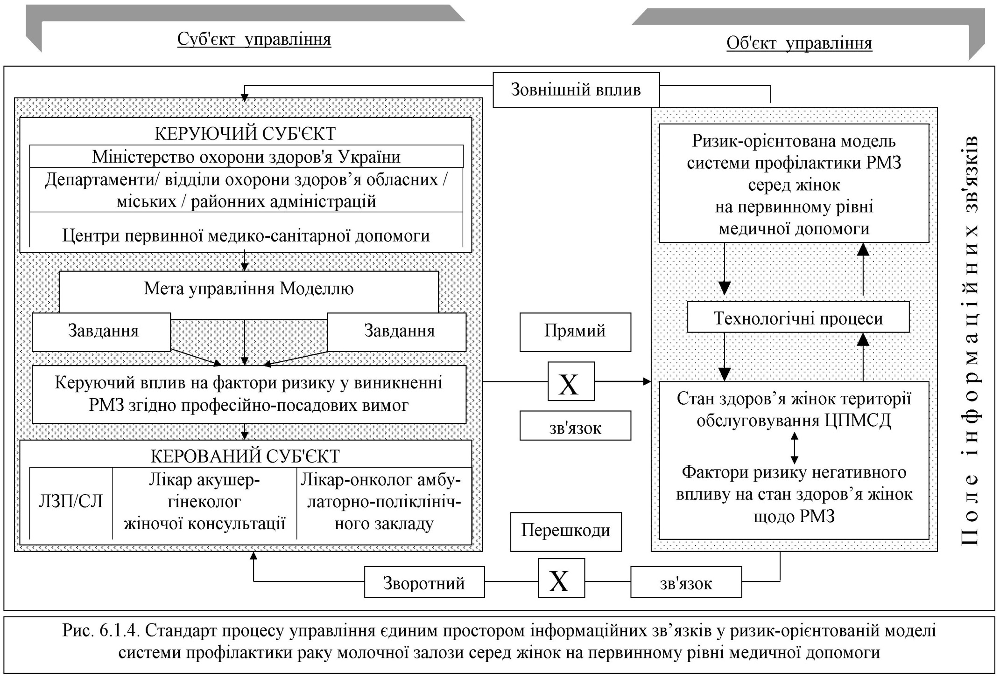 Суб'єкт управління
Об'єкт управління
Зовнішній вплив
КЕРУЮЧИЙ СУБ'ЄКТ
Міністерство охорони здоров'я України
Департаменти/ відділи охорони здоров’я обласних /
міських / районних адміністрацій
Центри первинної медико-санітарної допомоги
Мета управління Моделлю
Завдання
Завдання
Керуючий вплив на фактори ризику у виникненні
РМЗ згідно професійно-посадових вимог
КЕРОВАНИЙ СУБ'ЄКТ
ЛЗП/СЛ
Лікар акушер-
гінеколог
жіночої консультації
Лікар-онколог амбу-
латорно-поліклініч-
ного закладу
Прямий
X
зв'язок
Перешкоди
Зворотний
X
зв'язок
Ризик-орієнтована модель
системи профілактики РМЗ
серед жінок
на первинному рівні
медичної допомоги
Технологічні процеси
Стан здоров’я жінок території
обслуговування ЦПМСД
Фактори ризику негативного
впливу на стан здоров’я жінок
щодо РМЗ
Поле інформаційних зв'язків
Рис. 6.1.4. Стандарт процесу управління єдиним простором інформаційних зв’язків у ризик-орієнтованій моделі
системи профілактики раку молочної залози серед жінок на первинному рівні медичної допомоги